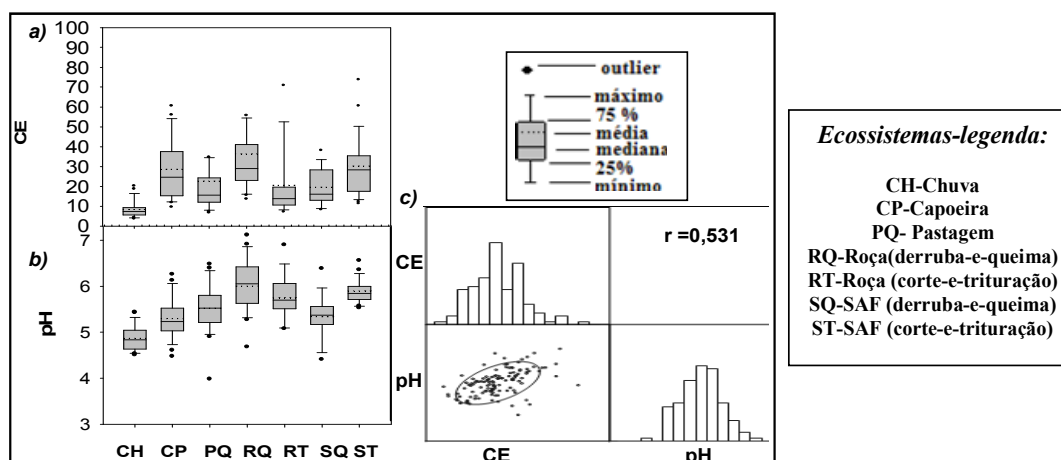 a)
100
90
80
70
60
50
40
30
20
10
0
CE
b)
7
6
5
4
3
pH
CH CP PQ RQ RT SQ ST
outlier
máximo
75 %
média
mediana
25%
mínimo
c)
CE
r =0,531
pH
CE pH
Ecossistemas-legenda:
CH-Chuva
CP-Capoeira
PQ- Pastagem
RQ-Roça(derruba-e-queima)
RT-Roça (corte-e-trituração)
SQ-SAF (derruba-e-queima)
ST-SAF (corte-e-trituração)